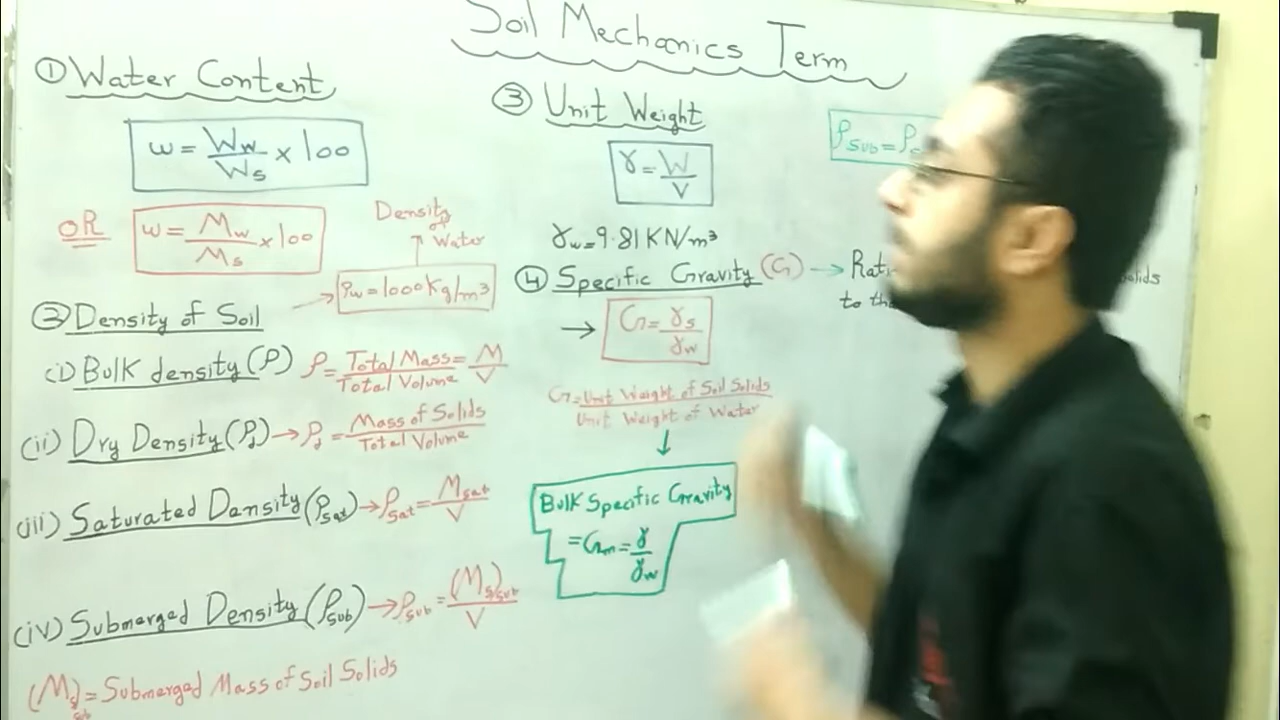 Soil Mechanics Term
① Water Content
w = Ww/Ws × 100
OR w = Mw/Ms × 100
Density of Water
ρw = 1000 Kg/m³
② Density of Soil
(i) Bulk density (ρ) ρ = Total Mass/Total Volume = M/V
(ii) Dry Density (ρd) → ρd = Mass of Solids/Total Volume
(iii) Saturated Density (ρsat) → ρsat = Msat/V
(iv) Submerged Density (ρsub) → ρsub = (Ms)sub/V
(Ms)sub = Submerged Mass of Soil Solids
③ Unit Weight
γ = W/V
γw = 9.81 KN/m³
④ Specific Gravity (G) →
to
→ G = γs/γw
G = Unit Weight of Soil Solids/Unit Weight of Water
↓
Bulk Specific Gravity
= Gm = γ/γw
ρsub =